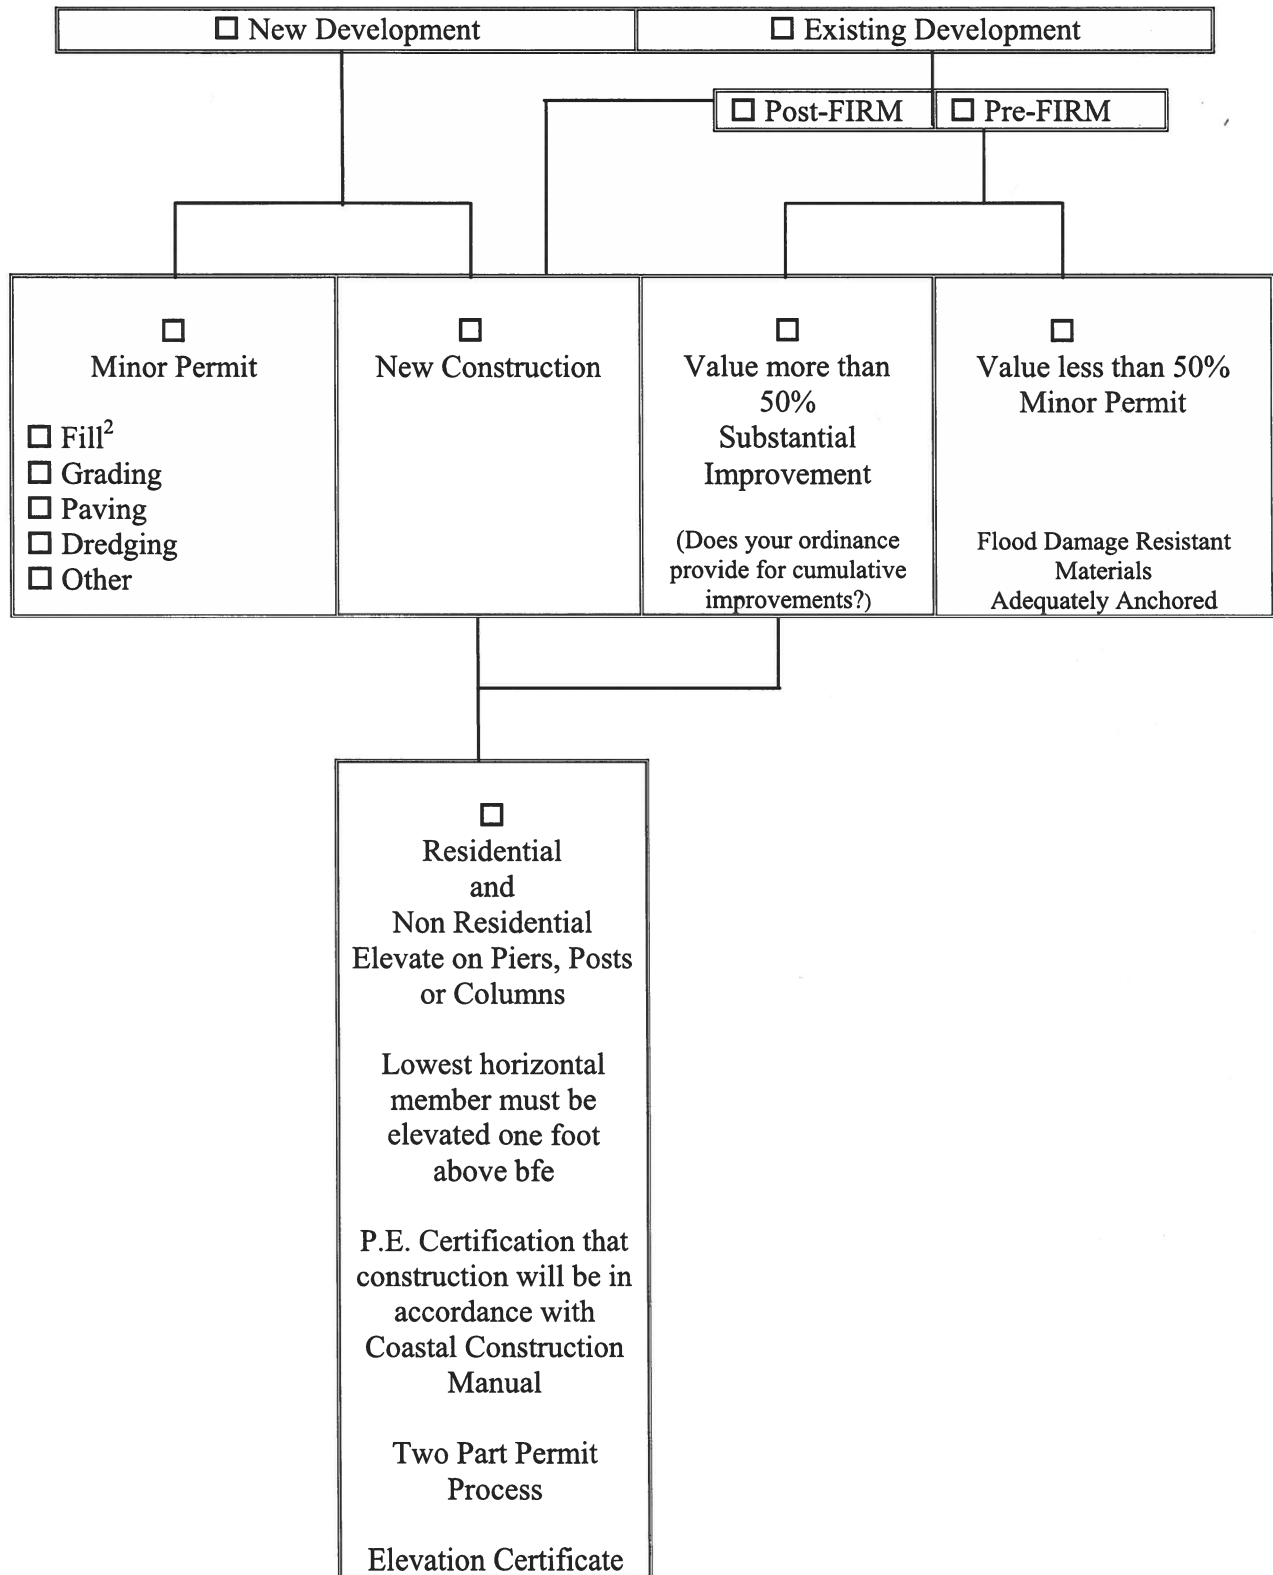 ☐ New Development
☐ Existing Development
☐ Post-FIRM
☐ Pre-FIRM
☐
Minor Permit
☐ Fill²
☐ Grading
☐ Paving
☐ Dredging
☐ Other
☐
New Construction
☐
Value more than
50%
Substantial
Improvement
(Does your ordinance
provide for cumulative
improvements?)
☐
Value less than 50%
Minor Permit
Flood Damage Resistant
Materials
Adequately Anchored
☐
Residential
and
Non Residential
Elevate on Piers, Posts
or Columns
Lowest horizontal
member must be
elevated one foot
above bfe
P.E. Certification that
construction will be in
accordance with
Coastal Construction
Manual
Two Part Permit
Process
Elevation Certificate